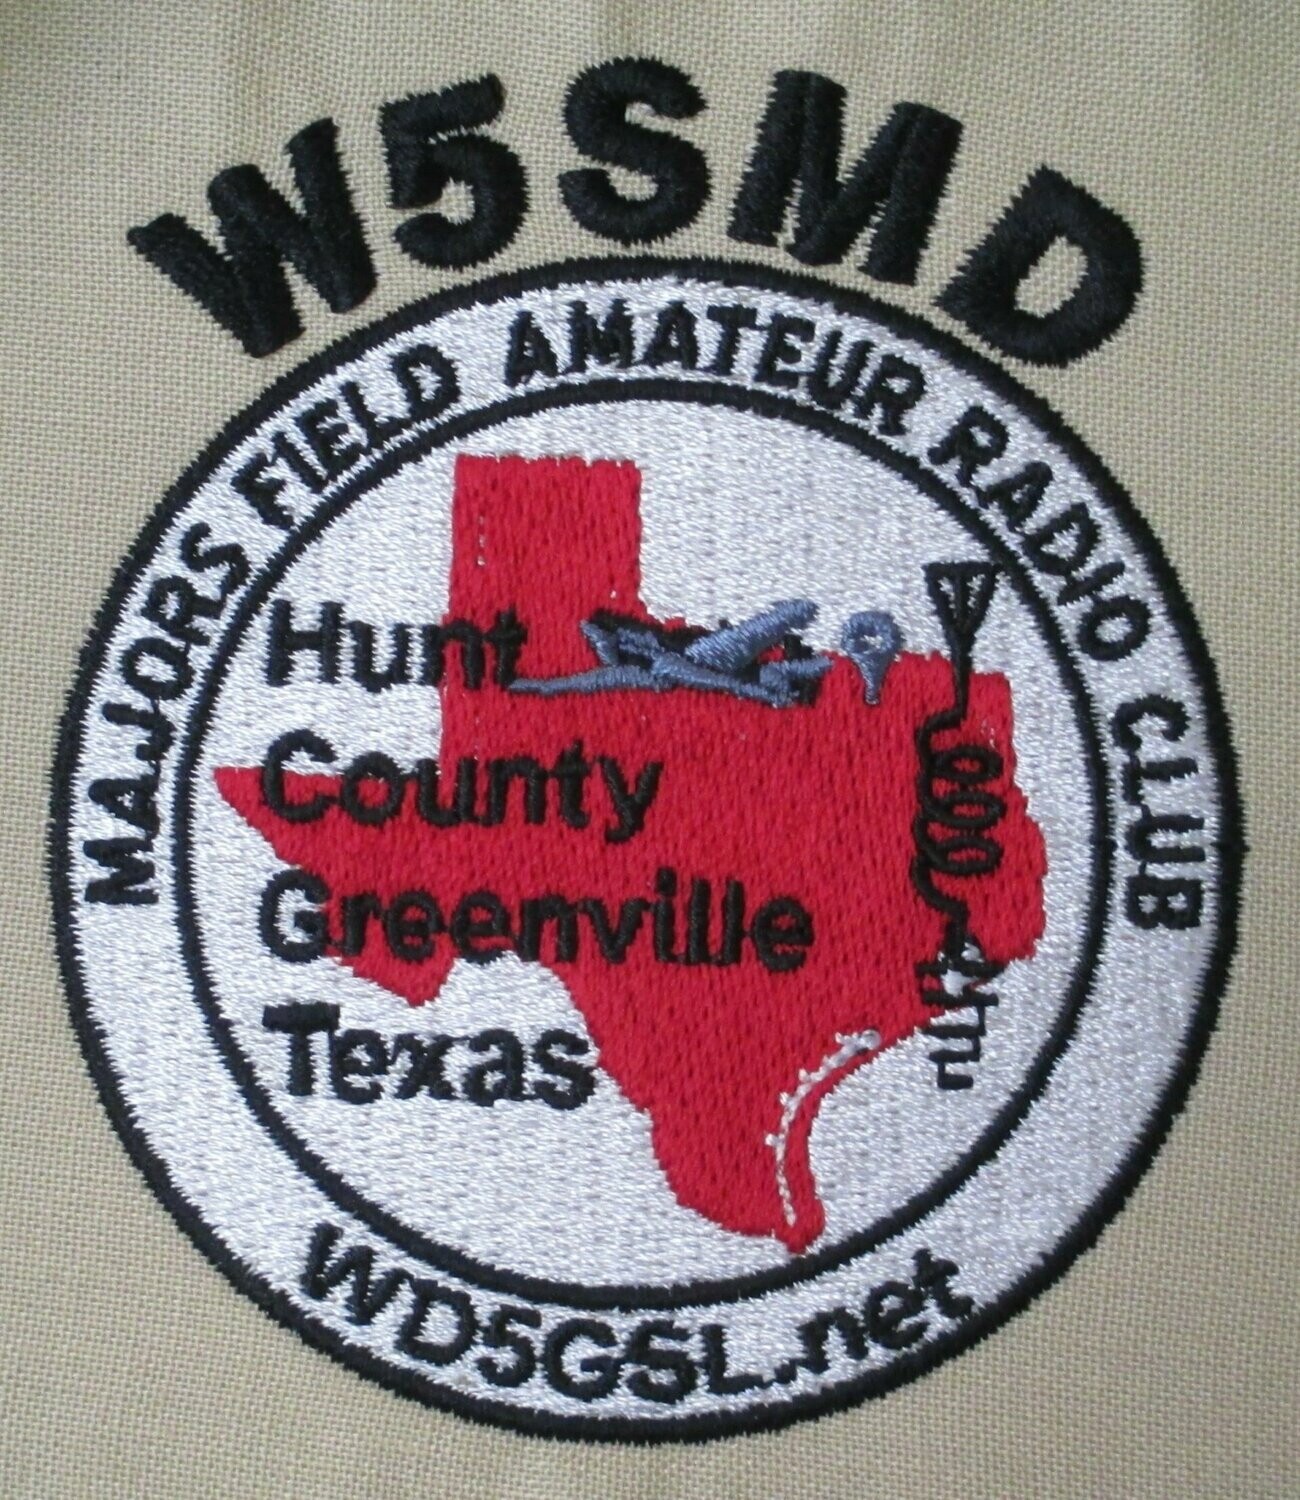 W5SMD
MAJORS FIELD AMATEUR RADIO CLUB
Hunt
County
Greenville
Texas
WD5GSL.net